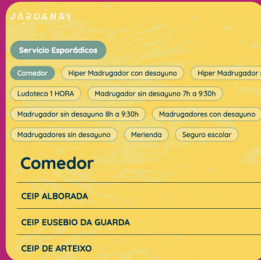 JARDANAY
Servicio Esporádicos
Comedor Hiper Madrugador con desayuno Hiper Madrugador
Ludoteca 1 HORA Madrugador sin desayuno 7h a 9:30h
Madrugador sin desayuno 8h a 9:30h Madrugadores con desayuno
Madrugadores sin desayuno Merienda Seguro escolar
Comedor
CEIP ALBORADA
CEIP EUSEBIO DA GUARDA
CEIP DE ARTEIXO